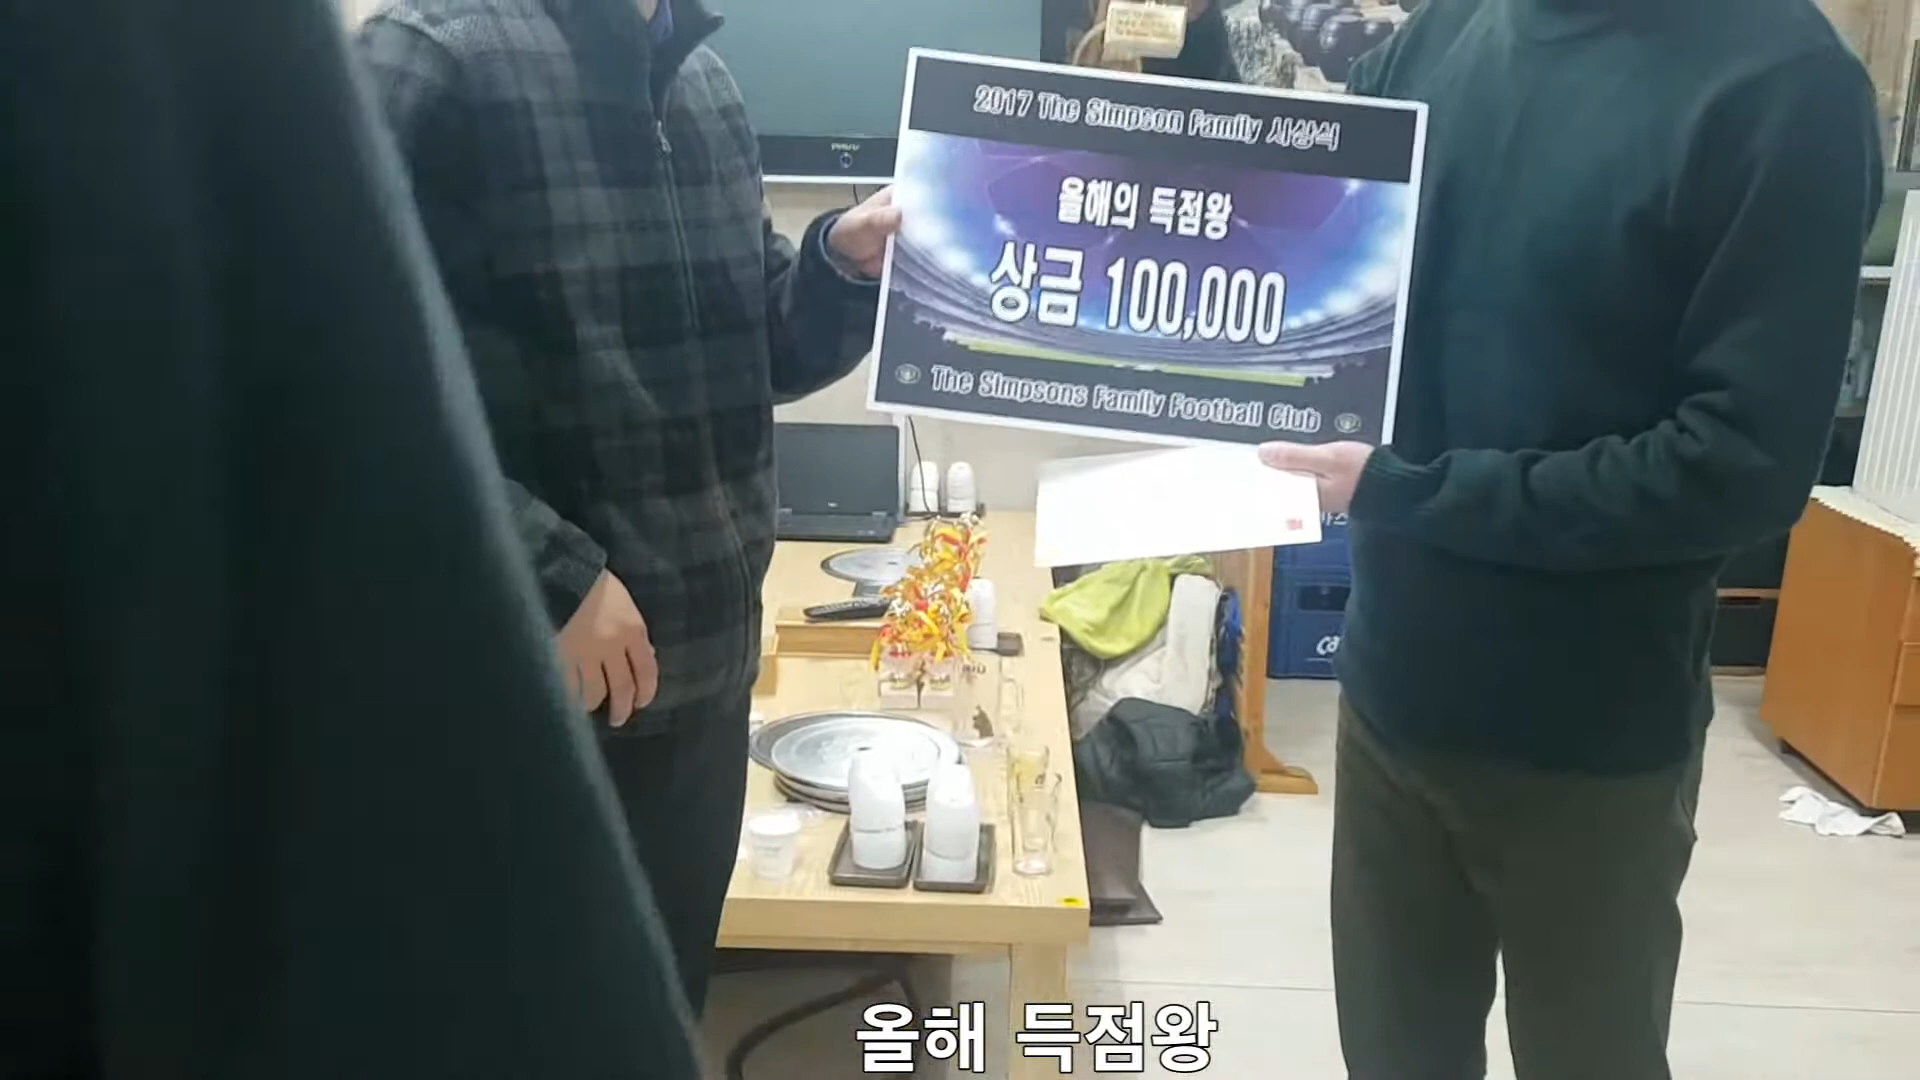 2017 The Simpson Family 시상식
올해의 득점왕
상금 100,000
The Simpsons Family Football Club
올해 득점왕